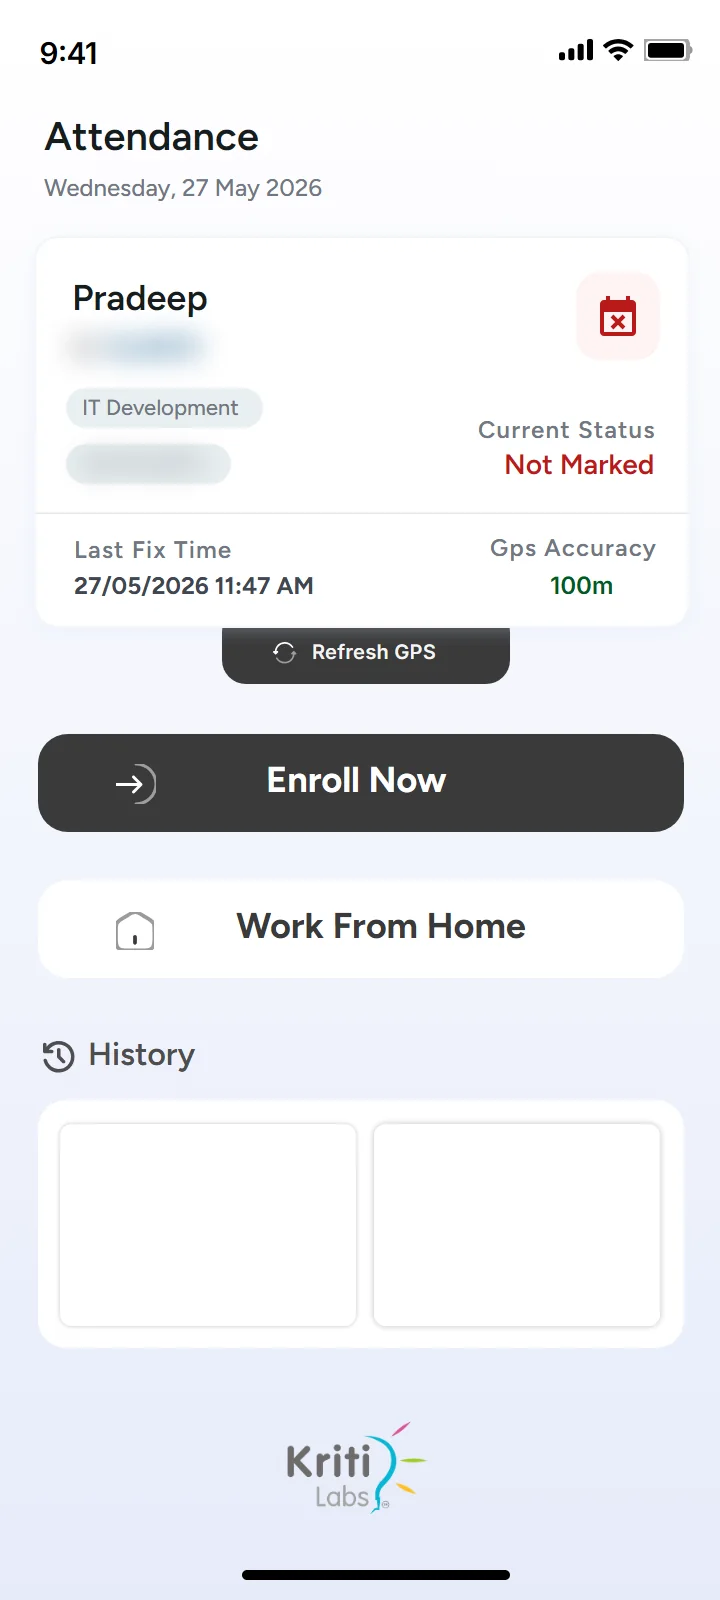 9:41
Attendance
Wednesday, 27 May 2026
Pradeep
IT Development
Current Status
Not Marked
Last Fix Time
27/05/2026 11:47 AM
Gps Accuracy
100m
Refresh GPS
Enroll Now
Work From Home
History
Kriti
Labs